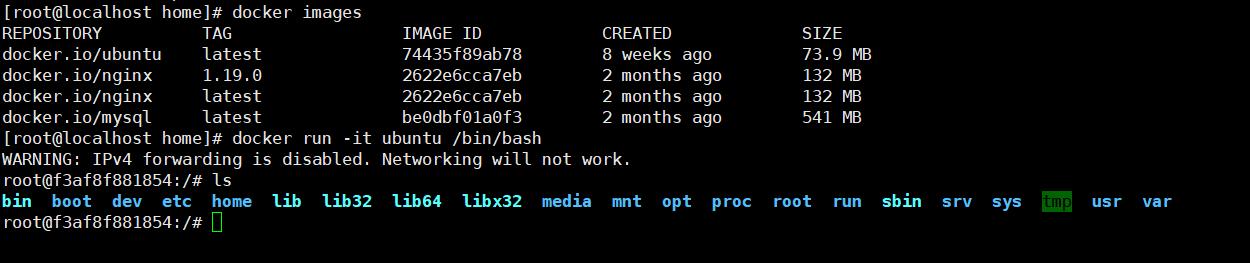 [root@localhost home]# docker images
REPOSITORY TAG IMAGE ID CREATED SIZE
docker.io/ubuntu latest 74435f89ab78 8 weeks ago 73.9 MB
docker.io/nginx 1.19.0 2622e6cca7eb 2 months ago 132 MB
docker.io/nginx latest 2622e6cca7eb 2 months ago 132 MB
docker.io/mysql latest be0dbf01a0f3 2 months ago 541 MB
[root@localhost home]# docker run -it ubuntu /bin/bash
WARNING: IPv4 forwarding is disabled. Networking will not work.
root@f3af8f881854:/# ls
bin boot dev etc home lib lib32 lib64 libx32 media mnt opt proc root run sbin srv sys tmp usr var
root@f3af8f881854:/#